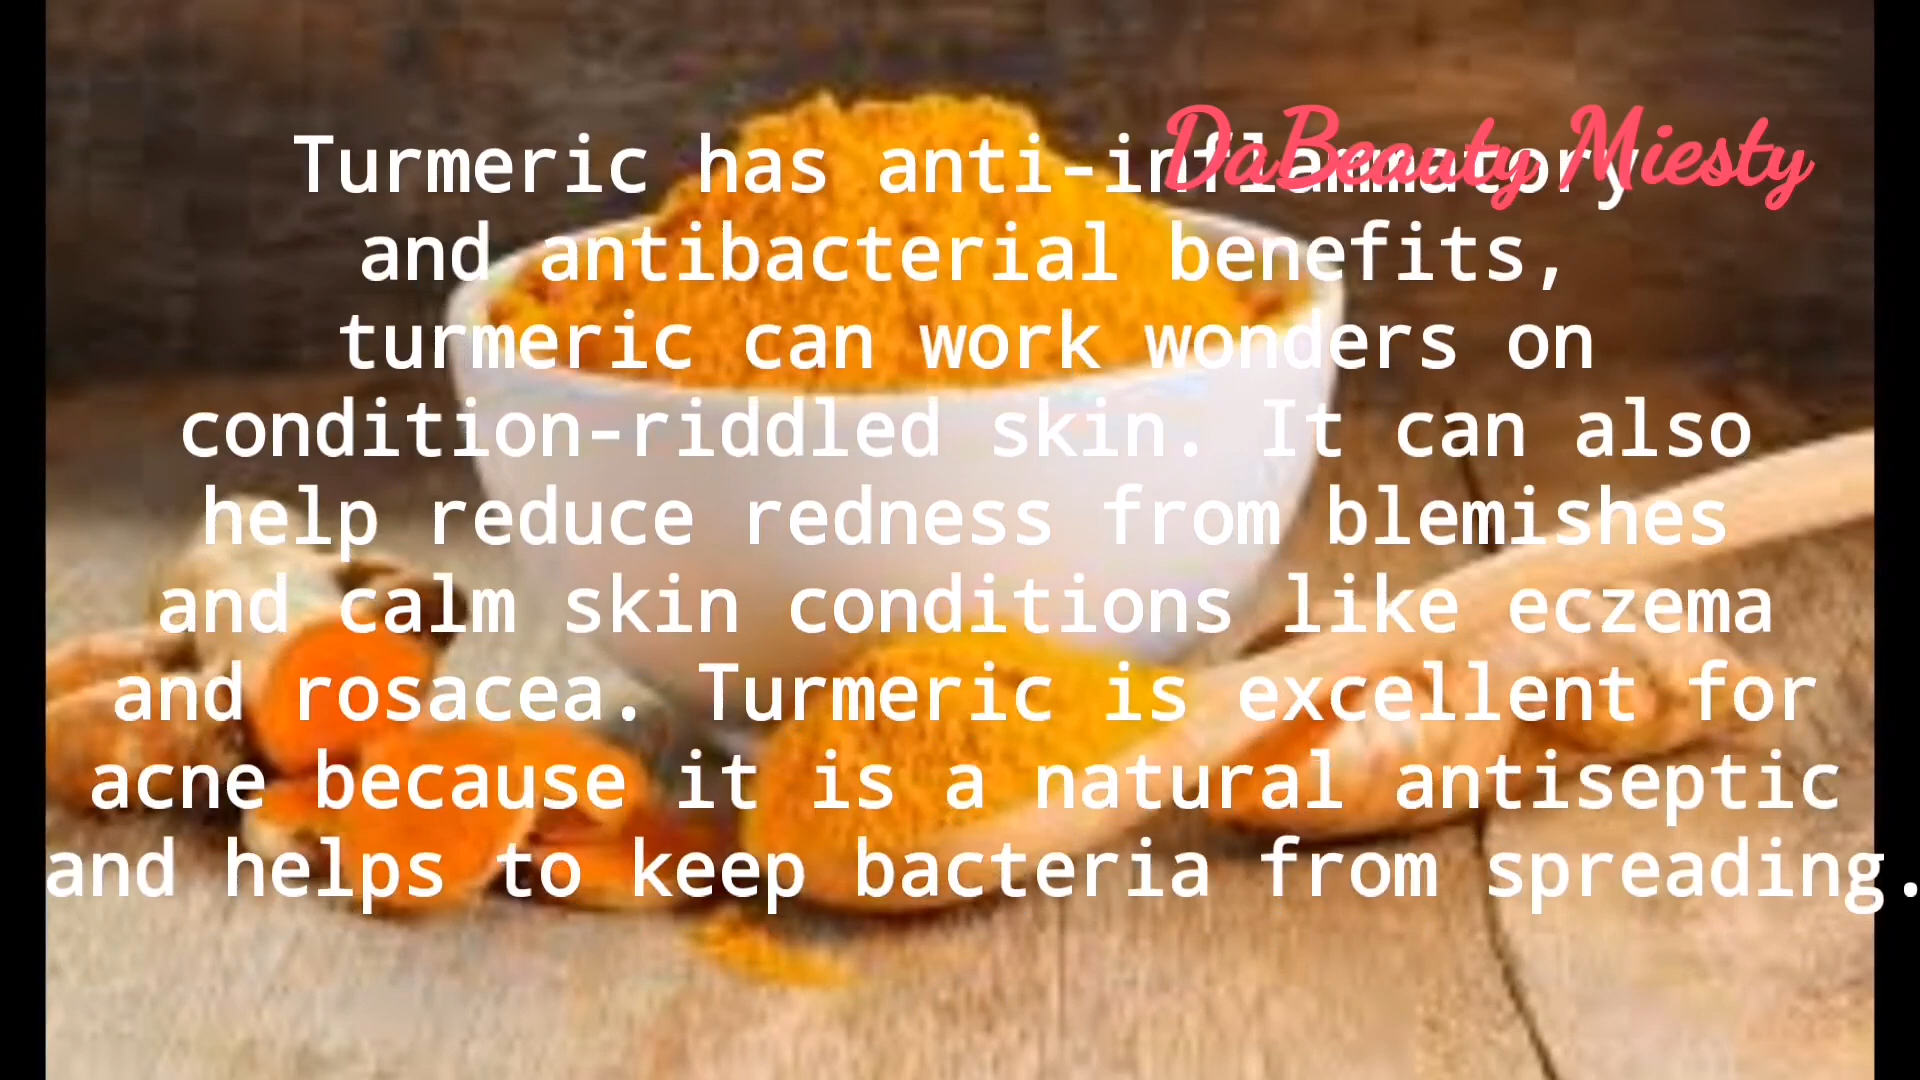 DaBeauty Miesty
Turmeric has anti-inflammatory
and antibacterial benefits,
turmeric can work wonders on
condition-riddled skin. It can also
help reduce redness from blemishes
and calm skin conditions like eczema
and rosacea. Turmeric is excellent for
acne because it is a natural antiseptic
and helps to keep bacteria from spreading.